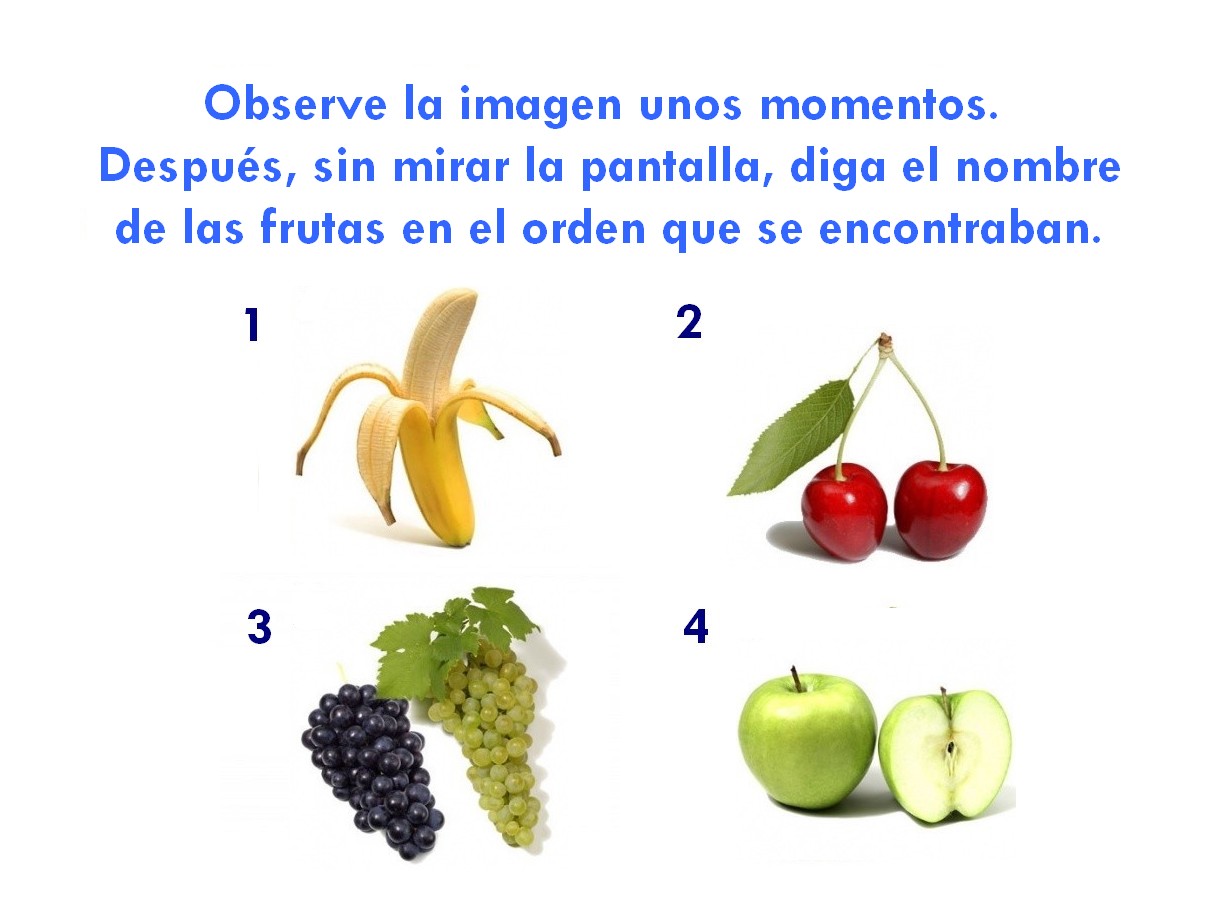 Observe la imagen unos momentos.
Después, sin mirar la pantalla, diga el nombre
de las frutas en el orden que se encontraban.
1
2
3
4